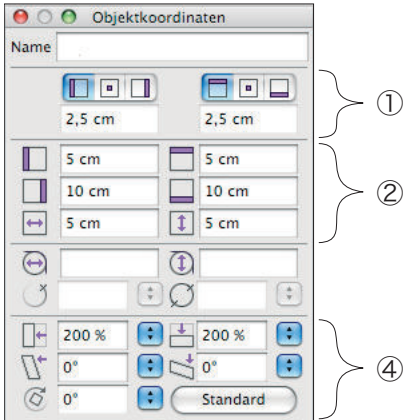 Objektkoordinaten
Name
2,5 cm 2,5 cm
①
5 cm 5 cm
10 cm 10 cm
②
5 cm 5 cm
200 % 200 %
0° 0°
④
0° Standard